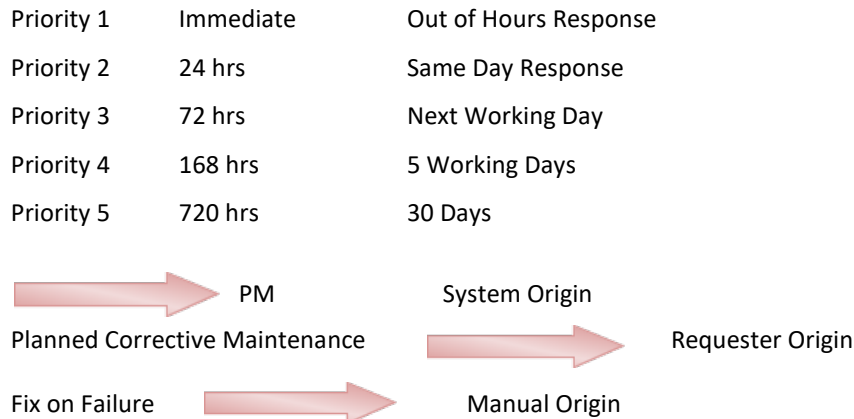 Priority 1 Immediate Out of Hours Response
Priority 2 24 hrs Same Day Response
Priority 3 72 hrs Next Working Day
Priority 4 168 hrs 5 Working Days
Priority 5 720 hrs 30 Days
PM System Origin
Planned Corrective Maintenance Requester Origin
Fix on Failure Manual Origin